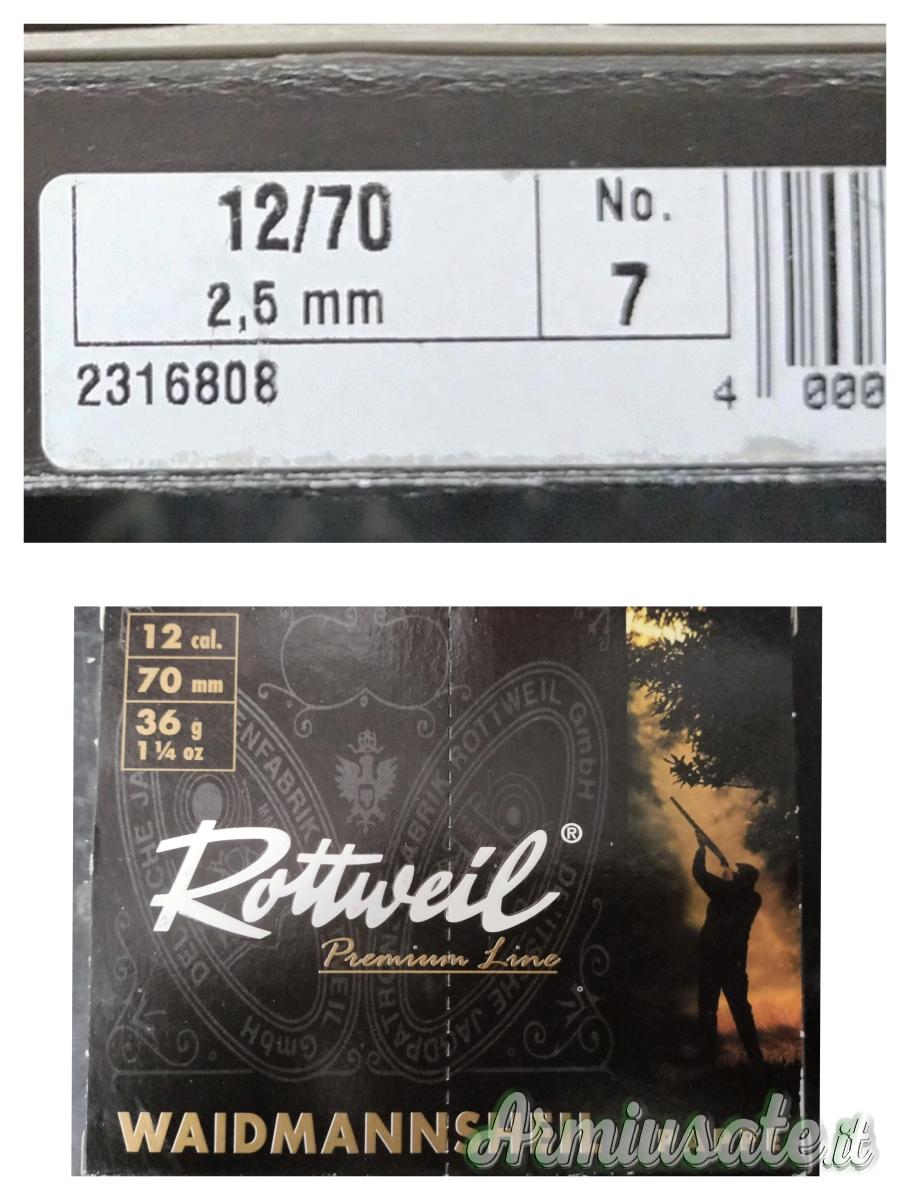 12/70
2,5 mm
No.
7
2316808
4 000
12 cal.
70 mm
36 g
1 ¼ oz
Rottweil®
Premium Line
WAIDMANNSHEIL
Armiusate.it